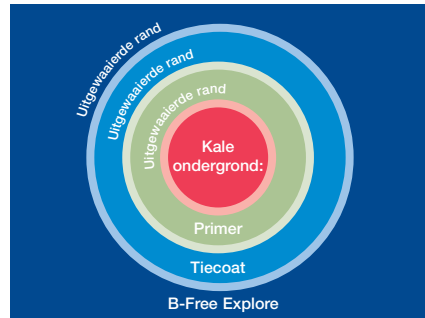 Uitgewaaierde rand
Uitgewaaierde rand
Uitgewaaierde rand
Kale
ondergrond:
Primer
Tiecoat
B-Free Explore